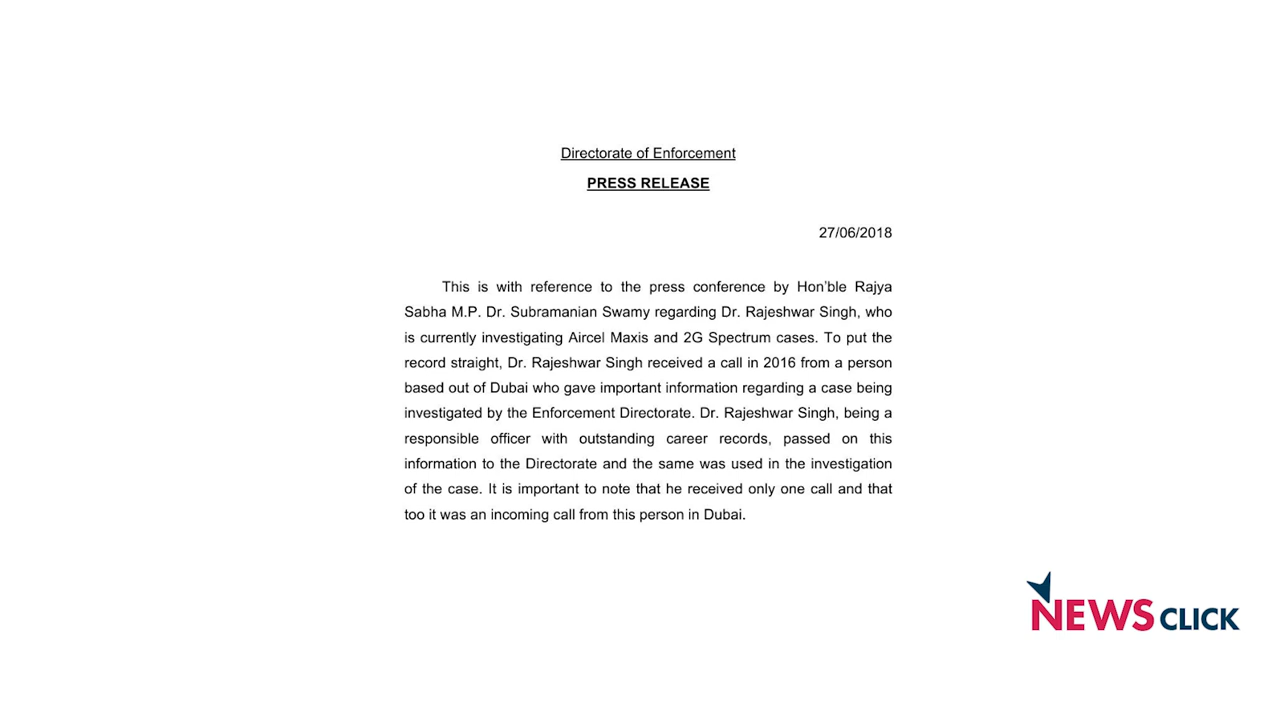 Directorate of Enforcement
PRESS RELEASE
27/06/2018
This is with reference to the press conference by Hon'ble Rajya
Sabha M.P. Dr. Subramanian Swamy regarding Dr. Rajeshwar Singh, who
is currently investigating Aircel Maxis and 2G Spectrum cases. To put the
record straight, Dr. Rajeshwar Singh received a call in 2016 from a person
based out of Dubai who gave important information regarding a case being
investigated by the Enforcement Directorate. Dr. Rajeshwar Singh, being a
responsible officer with outstanding career records, passed on this
information to the Directorate and the same was used in the investigation
of the case. It is important to note that he received only one call and that
too it was an incoming call from this person in Dubai.
NEWSCLICK